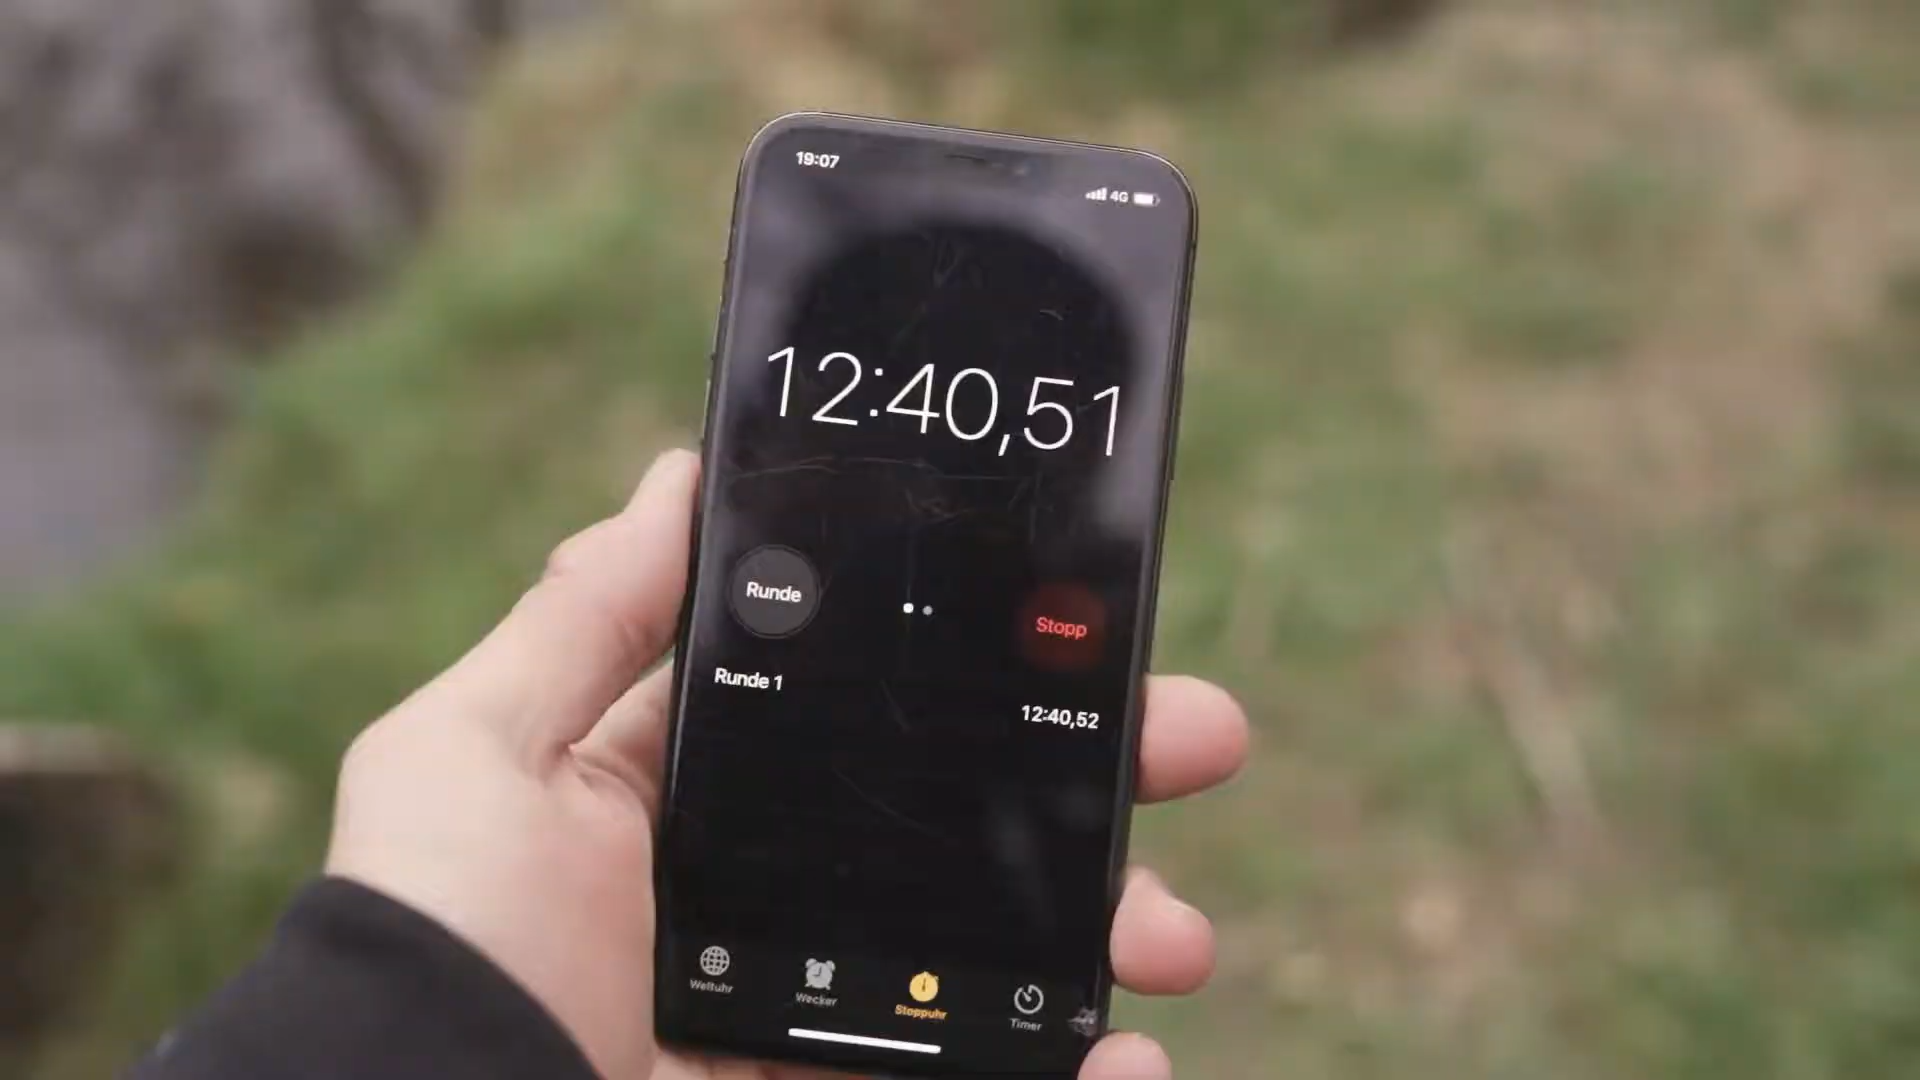 19:07
4G
12:40,51
Runde
Stopp
Runde 1
12:40,52
Weltuhr
Wecker
Stoppuhr
Timer